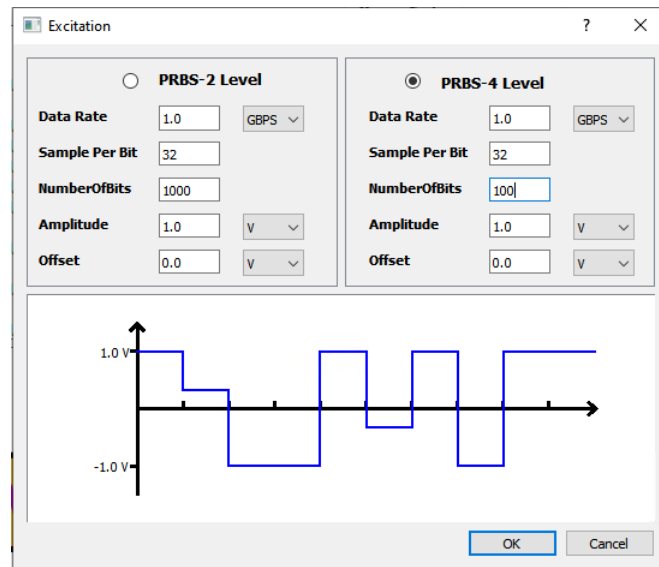 Excitation
PRBS-2 Level
Data Rate 1.0 GBPS
Sample Per Bit 32
NumberOfBits 1000
Amplitude 1.0 V
Offset 0.0 V
PRBS-4 Level
Data Rate 1.0 GBPS
Sample Per Bit 32
NumberOfBits 100
Amplitude 1.0 V
Offset 0.0 V
1.0 V
-1.0 V
OK Cancel